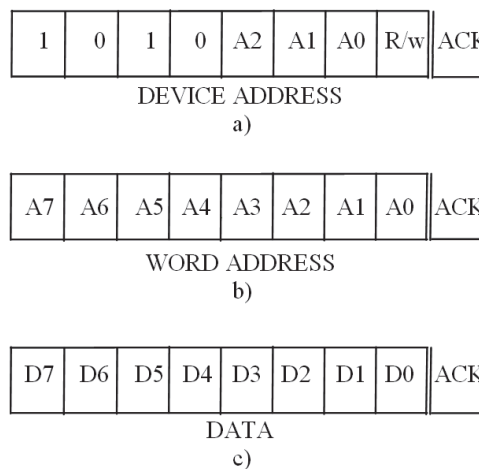 1 0 1 0 A2 A1 A0 R/w ACK
DEVICE ADDRESS
a)
A7 A6 A5 A4 A3 A2 A1 A0 ACK
WORD ADDRESS
b)
D7 D6 D5 D4 D3 D2 D1 D0 ACK
DATA
c)